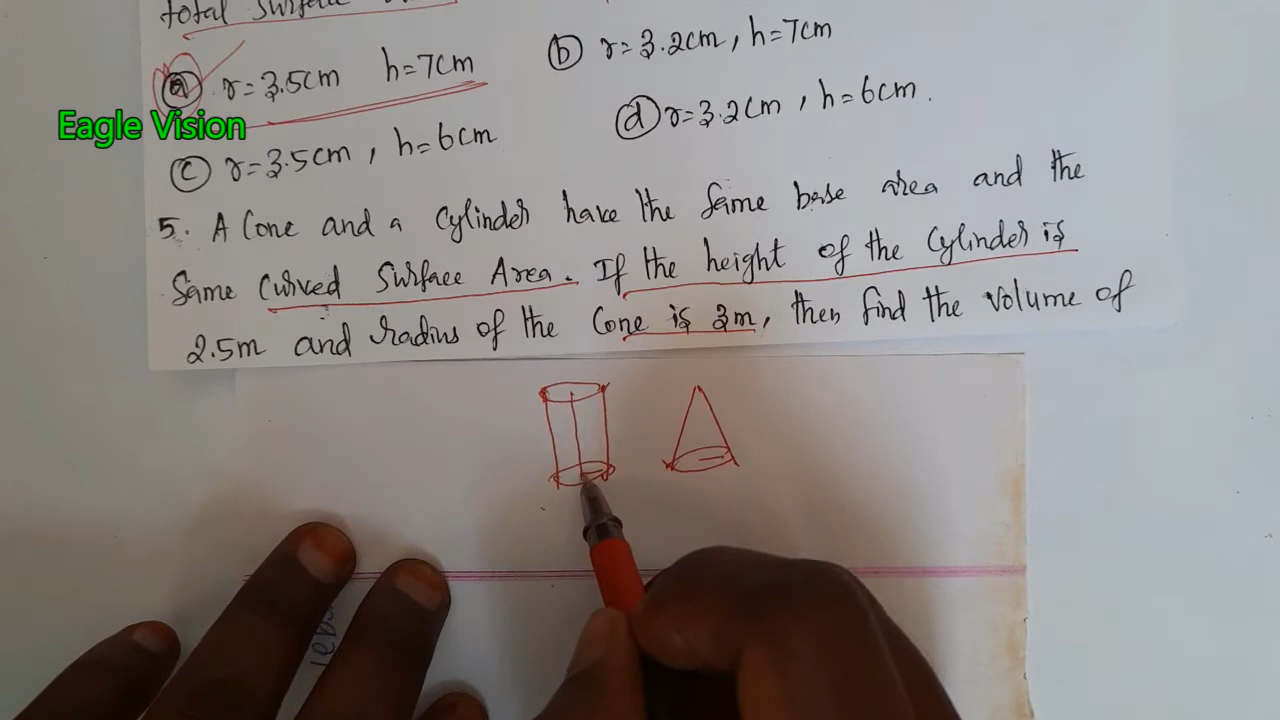 total surface
ⓐ r=3.5cm h=7cm
ⓑ r=3.2cm, h=7cm
Eagle Vision
ⓒ r=3.5cm, h=6cm
ⓓ r=3.2cm, h=6cm.
5. A Cone and a cylinder have the same base area and the
same curved surface Area. If the height of the cylinder is
2.5m and radius of the Cone is 3m, then find the volume of